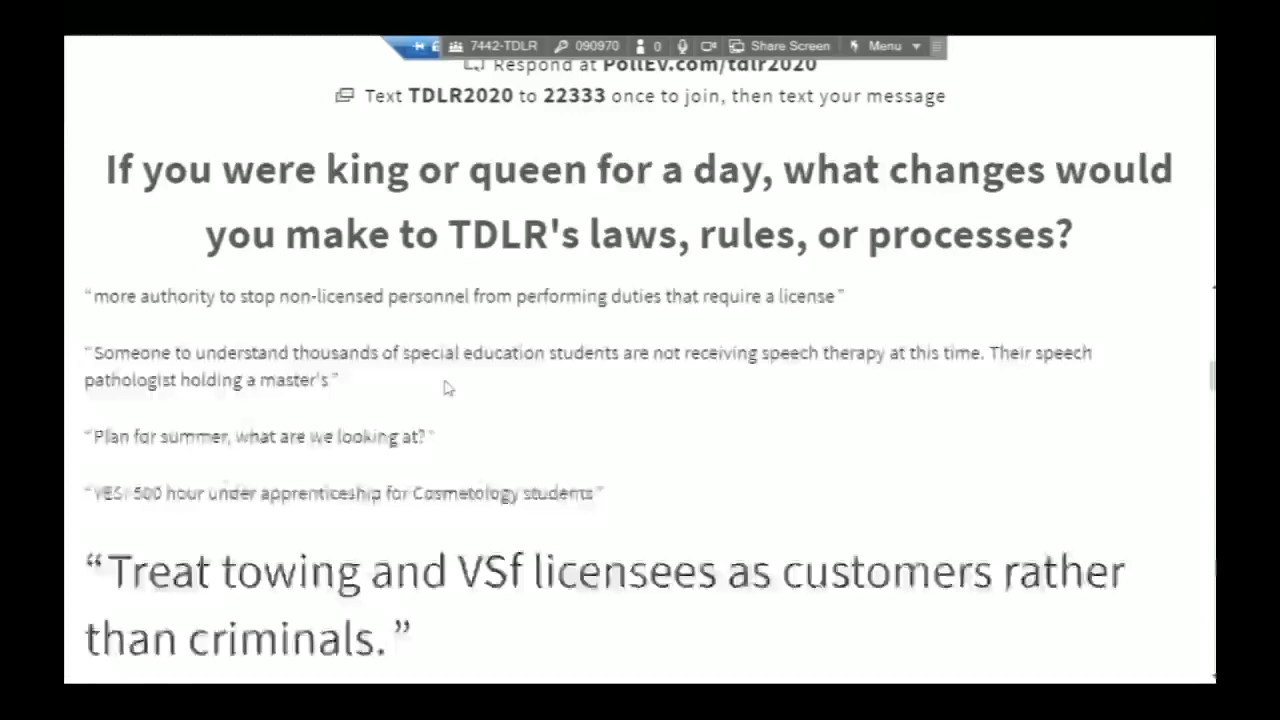 7442-TDLR 090970 0 Share Screen Menu
Respond at PollEv.com/tdlr2020
Text TDLR2020 to 22333 once to join, then text your message
If you were king or queen for a day, what changes would
you make to TDLR's laws, rules, or processes?
“more authority to stop non-licensed personnel from performing duties that require a license”
“Someone to understand thousands of special education students are not receiving speech therapy at this time. Their speech
pathologist holding a master's”
“Plan for summer, what are we looking at?”
“YES! 500 hour under apprenticeship for Cosmetology students”
“Treat towing and VSf licensees as customers rather
than criminals.”